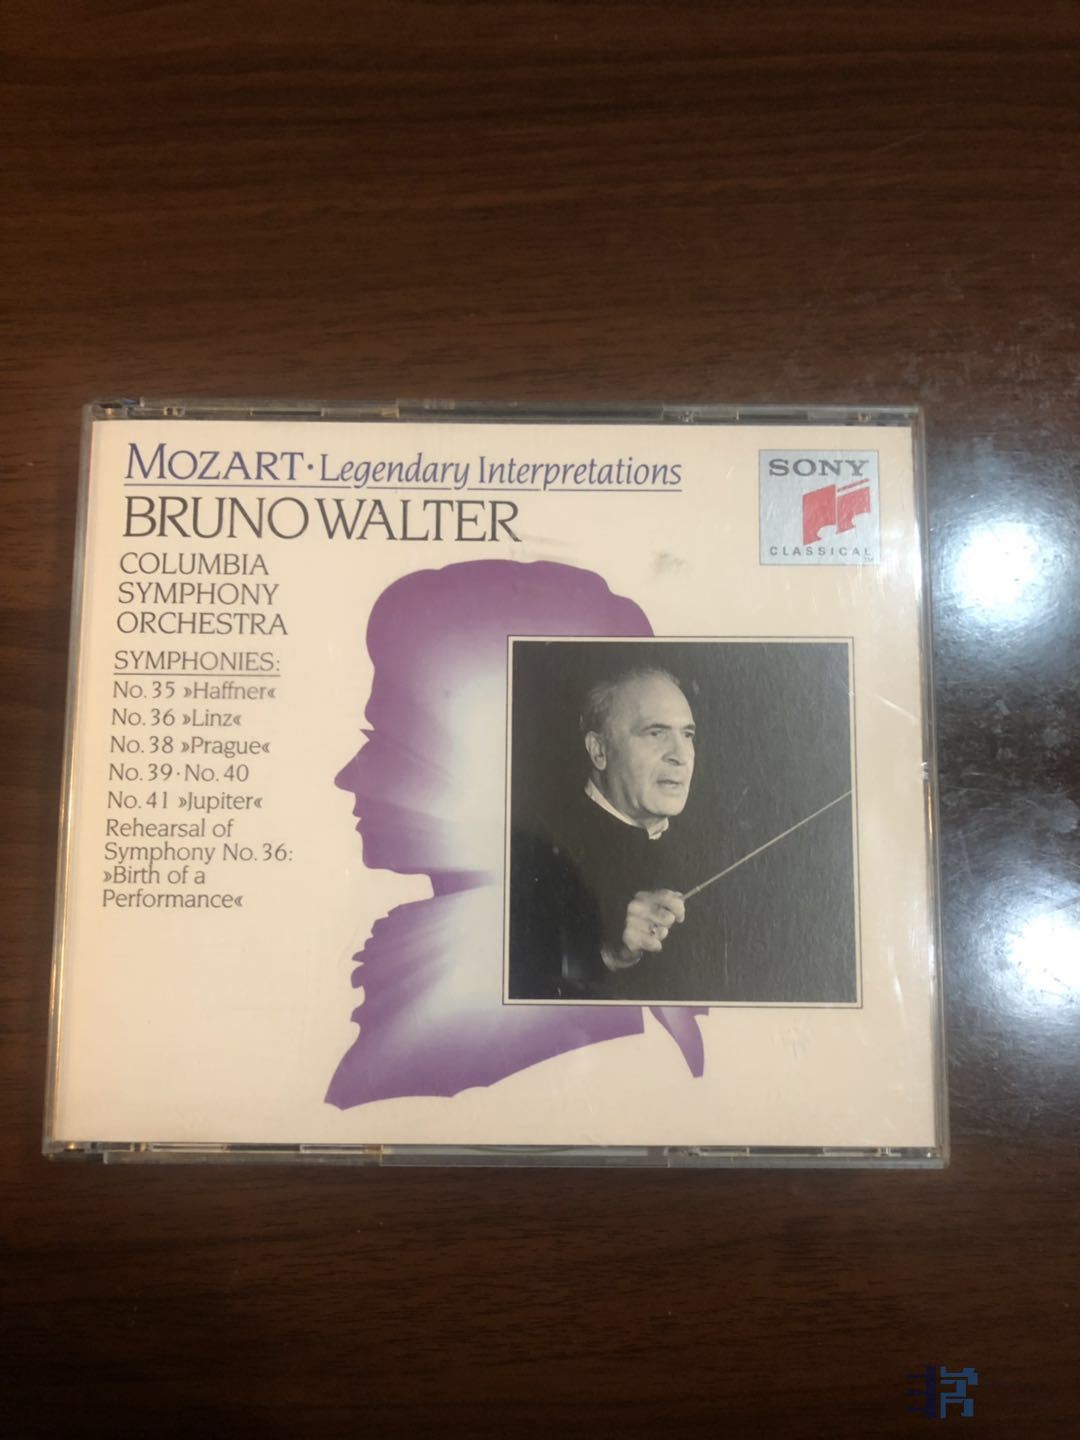 MOZART · Legendary Interpretations
BRUNO WALTER
SONY
CLASSICAL™
COLUMBIA
SYMPHONY
ORCHESTRA
SYMPHONIES:
No. 35 »Haffner«
No. 36 »Linz«
No. 38 »Prague«
No. 39 · No. 40
No. 41 »Jupiter«
Rehearsal of
Symphony No. 36:
»Birth of a
Performance«